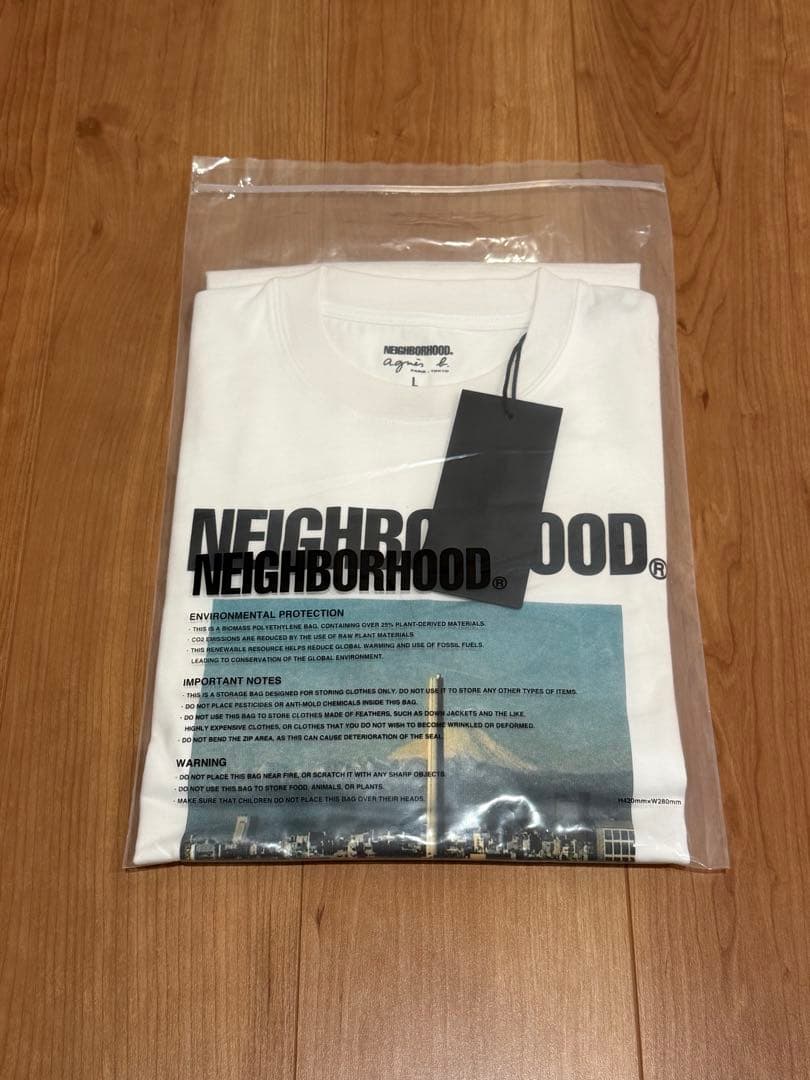 NEIGHBORHOOD®
agnès b.
PARIS - TOKYO
L
NEIGHBORHOOD®
NEIGHBORHOOD®
ENVIRONMENTAL PROTECTION
· THIS IS A BIOMASS POLYETHYLENE BAG, CONTAINING OVER 25% PLANT-DERIVED MATERIALS.
· CO2 EMISSIONS ARE REDUCED BY THE USE OF RAW PLANT MATERIALS
· THIS RENEWABLE RESOURCE HELPS REDUCE GLOBAL WARMING AND USE OF FOSSIL FUELS.
LEADING TO CONSERVATION OF THE GLOBAL ENVIRONMENT.
IMPORTANT NOTES
· THIS IS A STORAGE BAG DESIGNED FOR STORING CLOTHES ONLY. DO NOT USE IT TO STORE ANY OTHER TYPES OF ITEMS.
· DO NOT PLACE PESTICIDES OR ANTI-MOLD CHEMICALS INSIDE THIS BAG.
· DO NOT USE THIS BAG TO STORE CLOTHES MADE OF FEATHERS, SUCH AS DOWN JACKETS AND THE LIKE,
HIGHLY EXPENSIVE CLOTHES, OR CLOTHES THAT YOU DO NOT WISH TO BECOME WRINKLED OR DEFORMED.
· DO NOT BEND THE ZIP AREA, AS THIS CAN CAUSE DETERIORATION OF THE SEAL.
WARNING
· DO NOT PLACE THIS BAG NEAR FIRE, OR SCRATCH IT WITH ANY SHARP OBJECTS.
· DO NOT USE THIS BAG TO STORE FOOD, ANIMALS, OR PLANTS.
· MAKE SURE THAT CHILDREN DO NOT PLACE THIS BAG OVER THEIR HEADS.
H420mm×W280mm